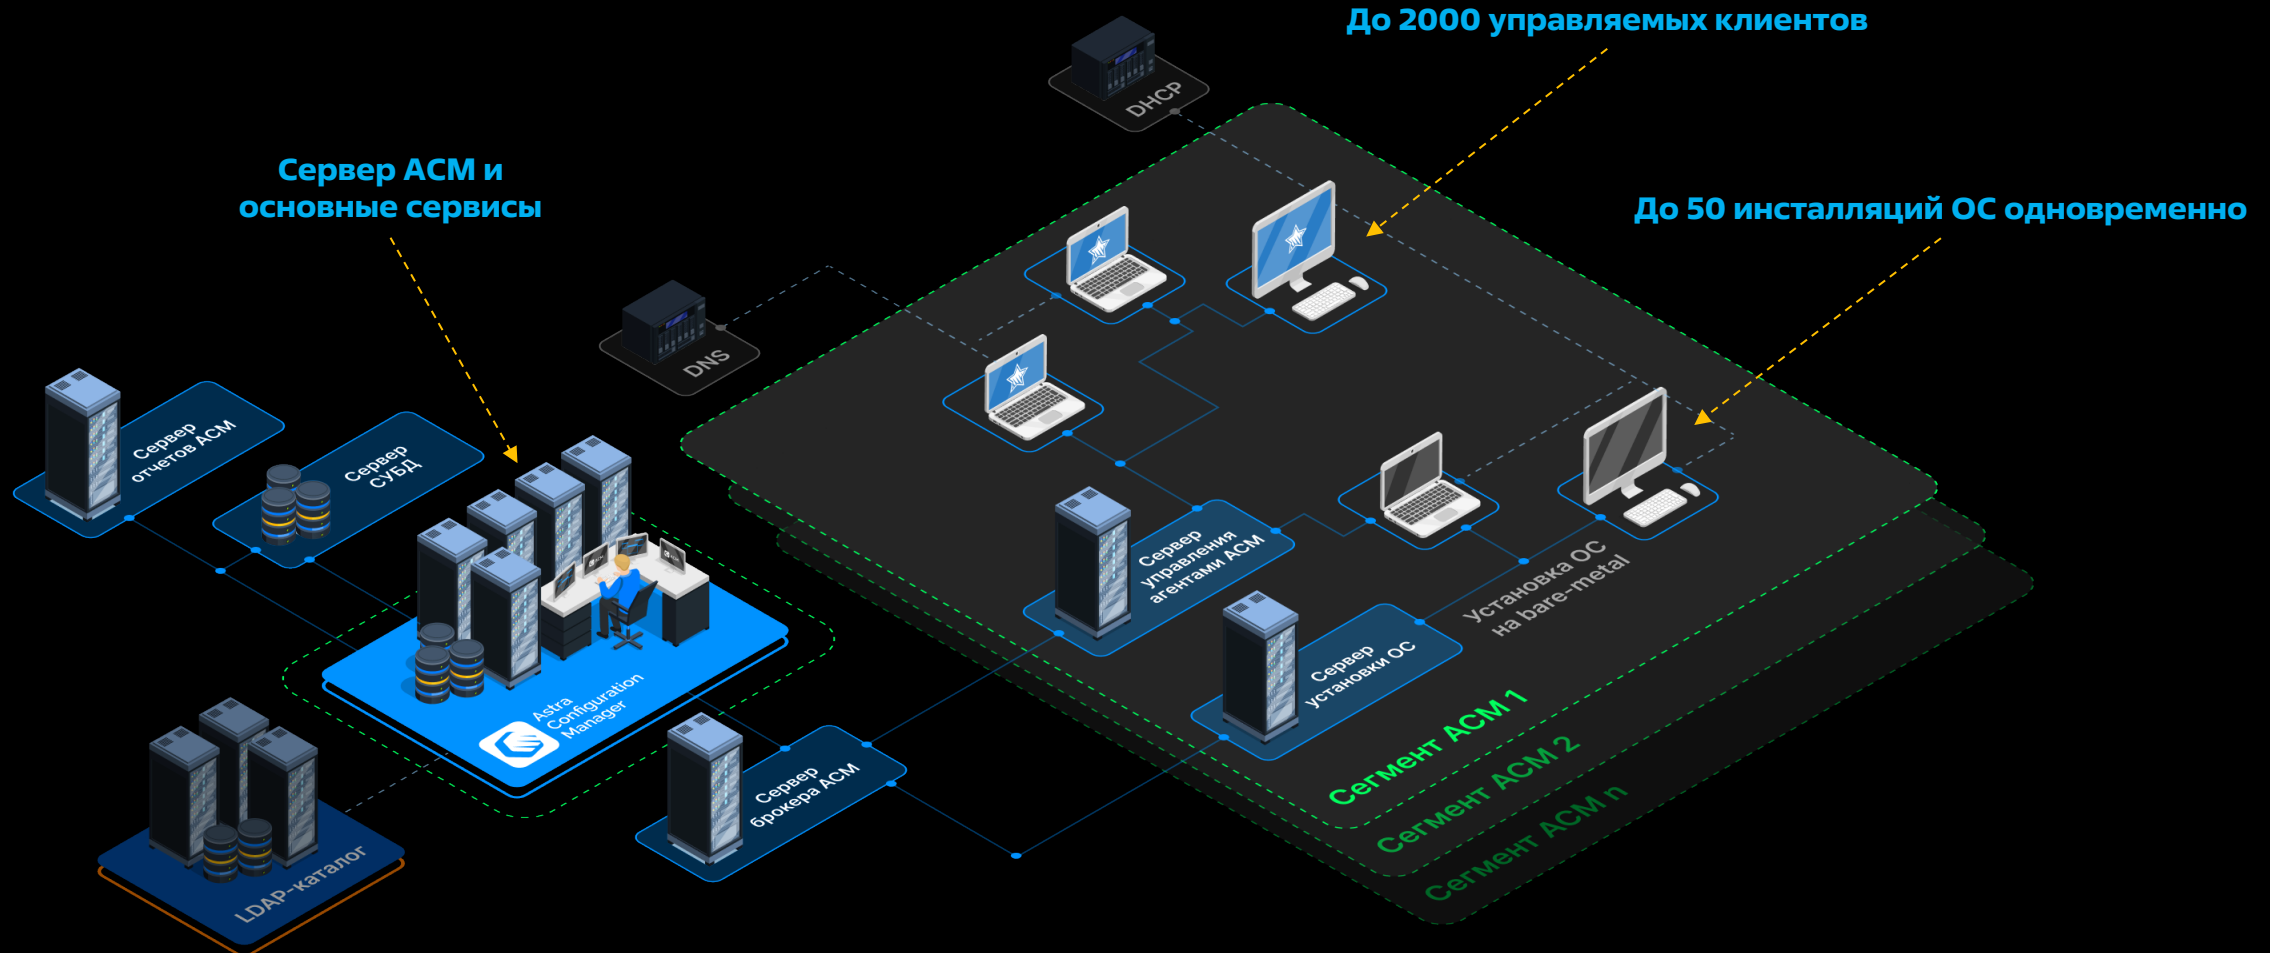 До 2000 управляемых клиентов
DHCP
Сервер ACM и
основные сервисы
До 50 инсталляций ОС одновременно
DNS
Сервер
отчетов ACM
Сервер
СУБД
Сервер
управления
агентами ACM
Установка ОС
на bare-metal
Сервер
установки ОС
Astra
Configuration
Manager
Сервер
брокера ACM
LDAP-каталог
Сегмент ACM 1
Сегмент ACM 2
Сегмент ACM n